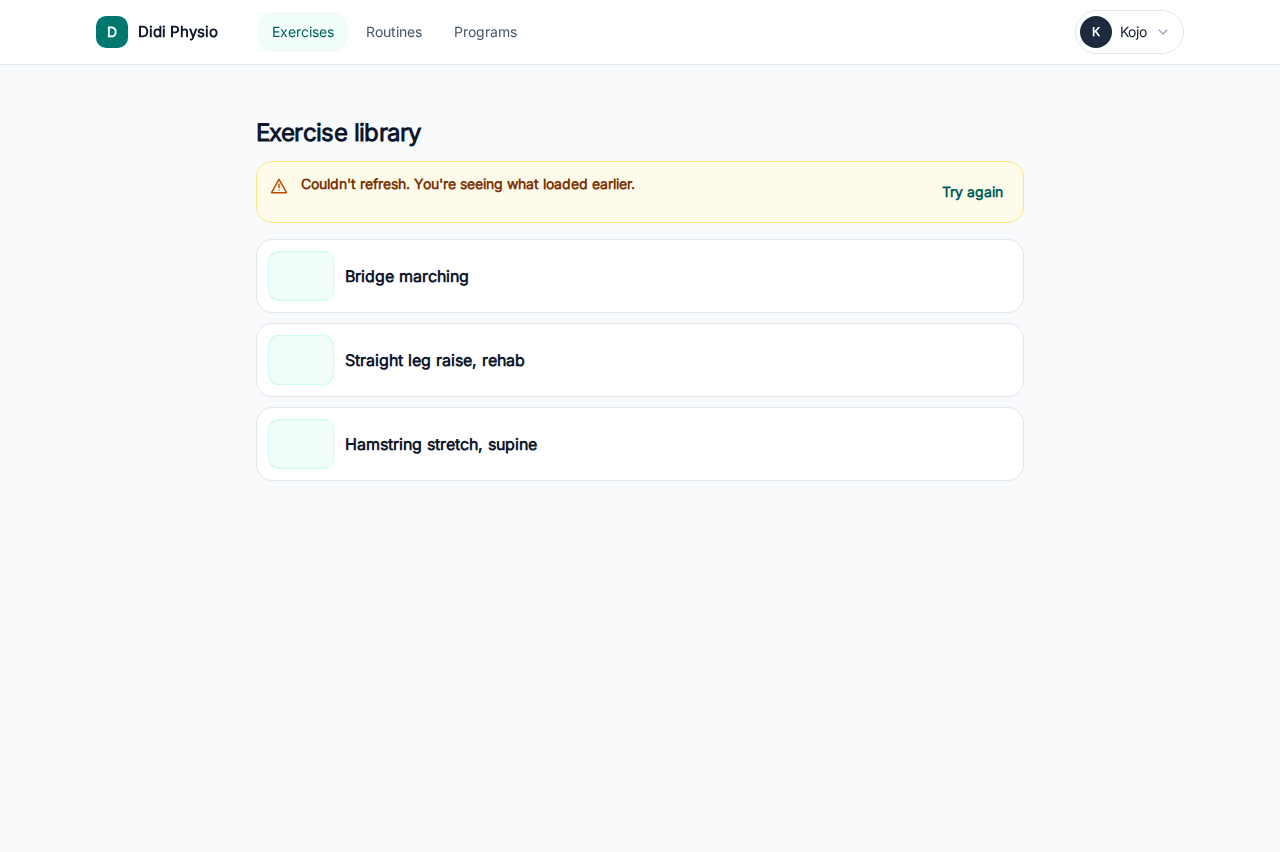 D Didi Physio Exercises Routines Programs K Kojo
Exercise library
Couldn't refresh. You're seeing what loaded earlier. Try again
Bridge marching
Straight leg raise, rehab
Hamstring stretch, supine